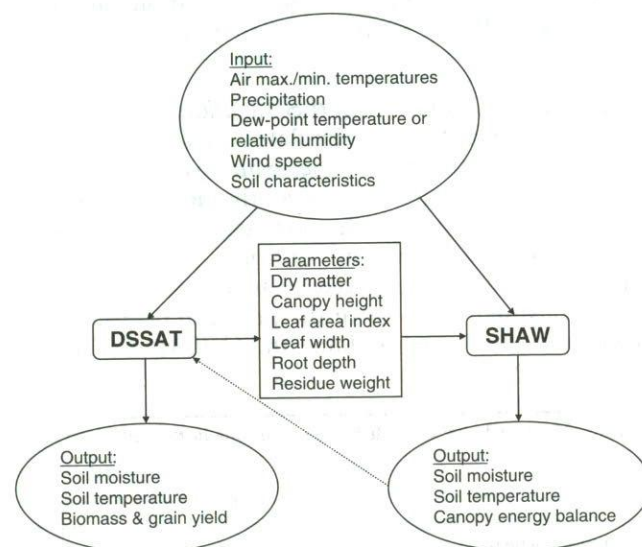 Input:
Air max./min. temperatures
Precipitation
Dew-point temperature or
relative humidity
Wind speed
Soil characteristics
Parameters:
Dry matter
Canopy height
Leaf area index
Leaf width
Root depth
Residue weight
DSSAT
SHAW
Output:
Soil moisture
Soil temperature
Biomass & grain yield
Output:
Soil moisture
Soil temperature
Canopy energy balance